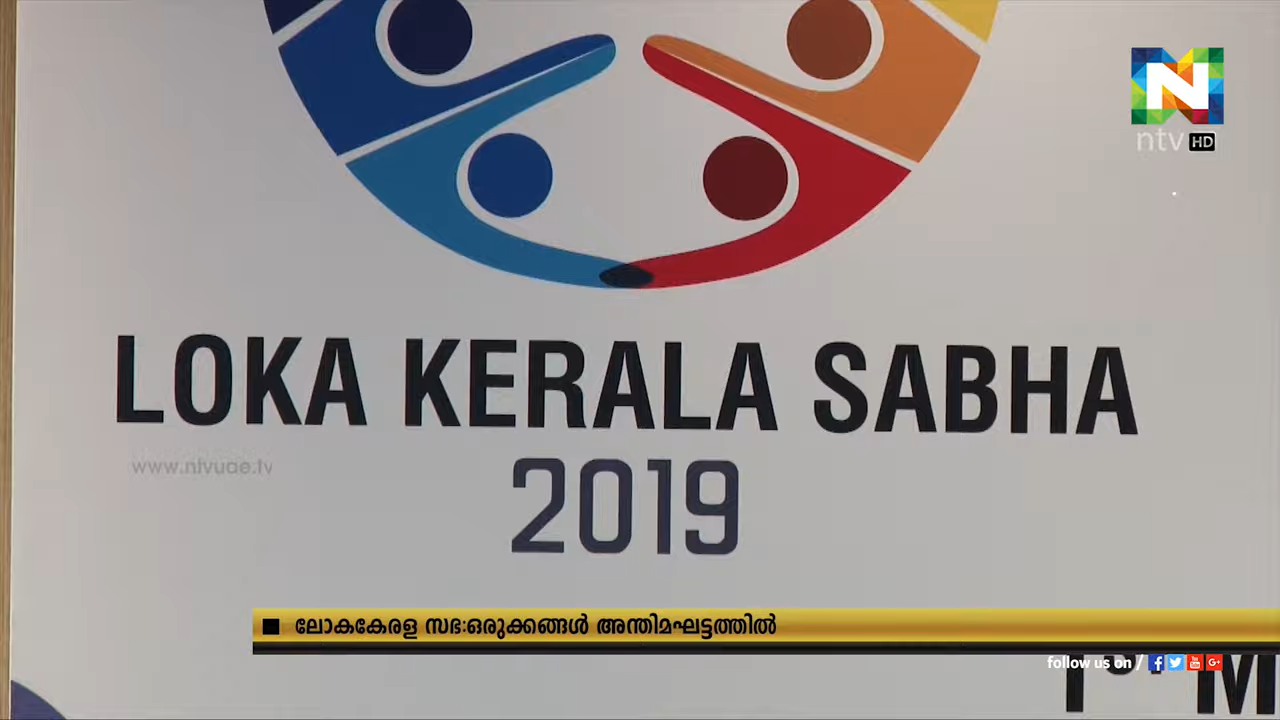 N
ntv HD
LOKA KERALA SABHA
www.ntvuae.tv
2019
ലോകകേരള സഭ:ഒരുക്കങ്ങൾ അന്തിമഘട്ടത്തിൽ
follow us on /